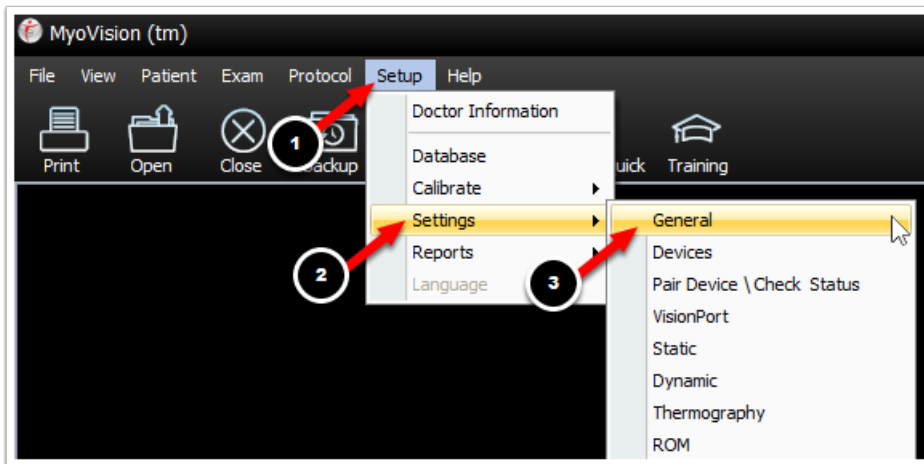 MyoVision (tm)
File View Patient Exam Protocol Setup Help
Print Open Close Backup uick Training
Doctor Information
Database
Calibrate
Settings
Reports
Language
General
Devices
Pair Device \ Check Status
VisionPort
Static
Dynamic
Thermography
ROM
1
2
3